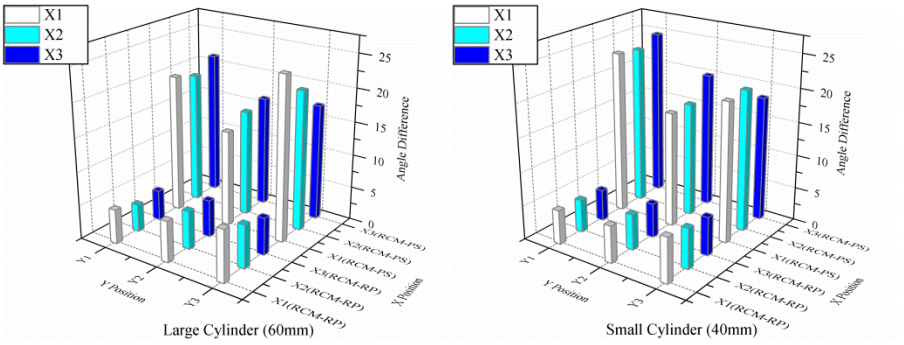 X1
X2
X3
25
20
15
10
5
0
Angle Difference
X3(RCM-PS)
X2(RCM-PS)
X1(RCM-PS)
X3(RCM-RP)
X2(RCM-RP)
X1(RCM-RP)
X Position
Y1
Y2
Y3
Y Position
Large Cylinder (60mm)
X1
X2
X3
25
20
15
10
5
0
Angle Difference
X3(RCM-PS)
X2(RCM-PS)
X1(RCM-PS)
X3(RCM-RP)
X2(RCM-RP)
X1(RCM-RP)
X Position
Y1
Y2
Y3
Y Position
Small Cylinder (40mm)